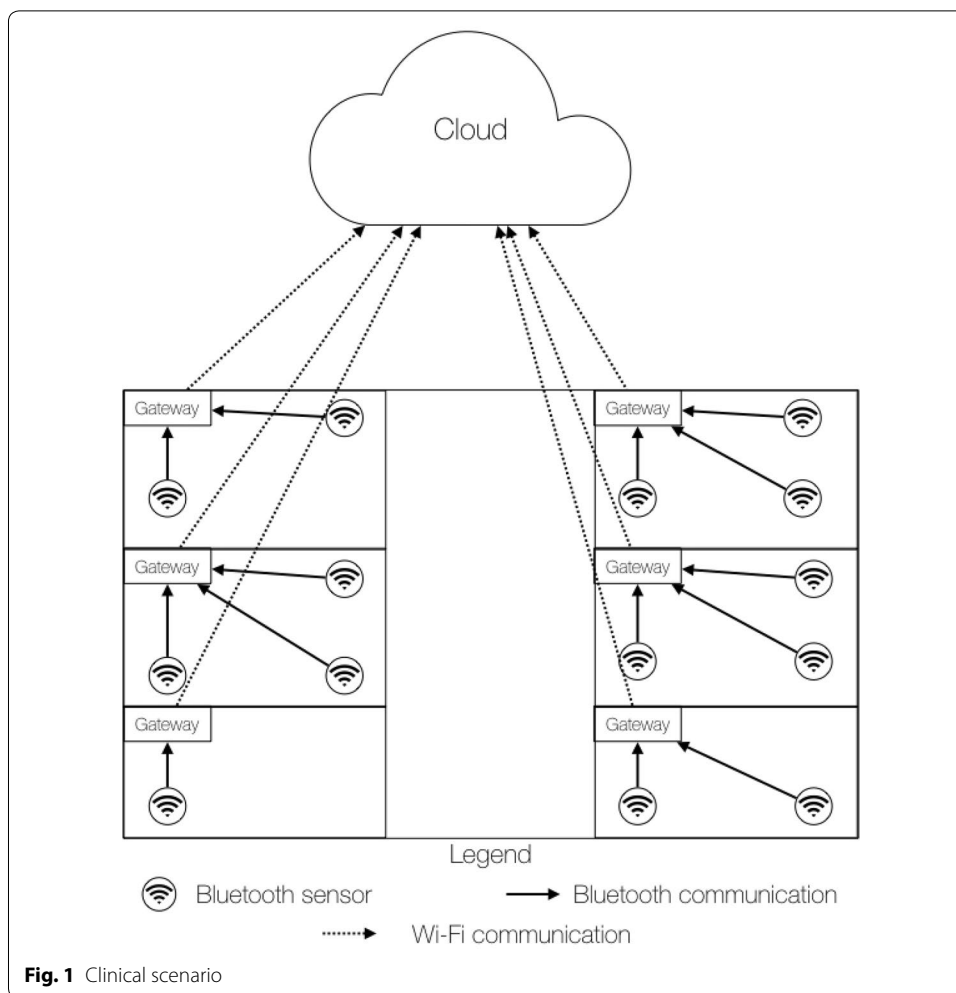 Cloud
Gateway
Gateway
Gateway
Gateway
Gateway
Gateway
Legend
Bluetooth sensor
Bluetooth communication
Wi-Fi communication
Fig. 1 Clinical scenario